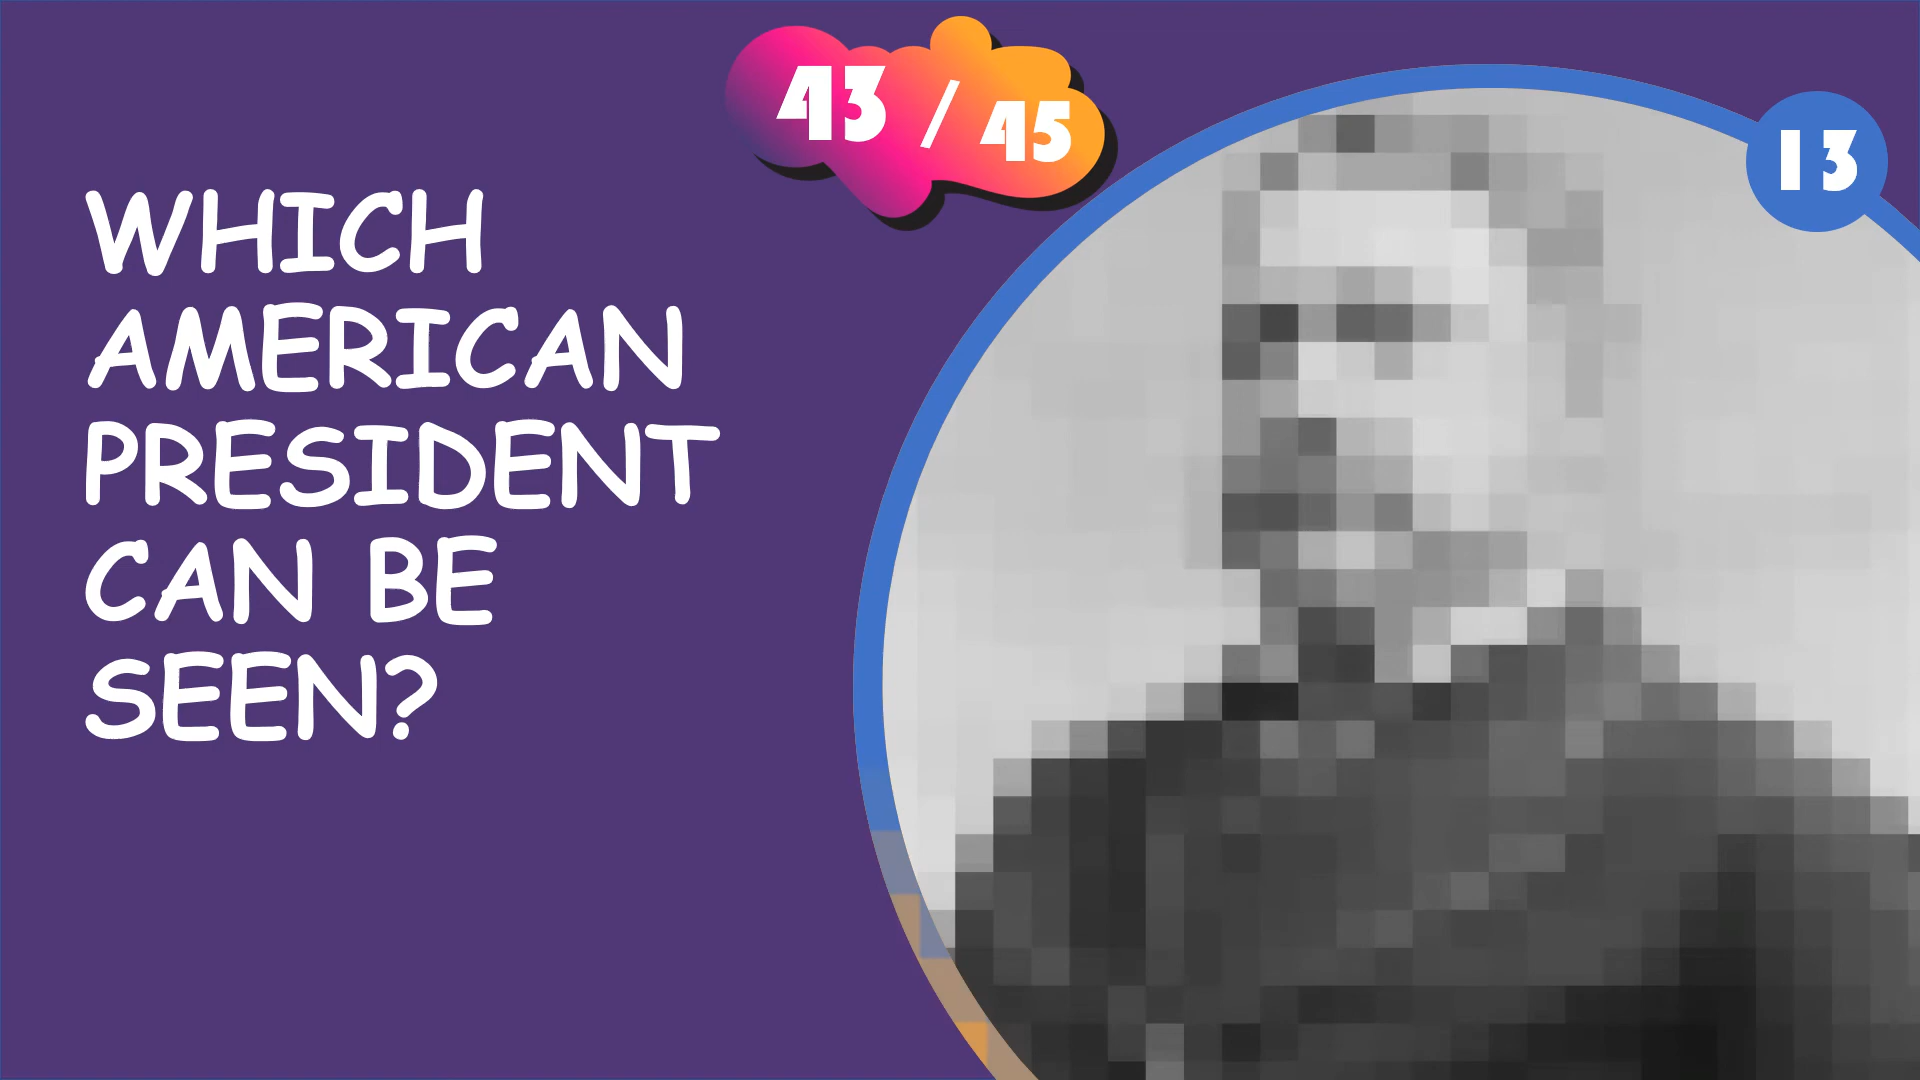 43 / 45
13
WHICH
AMERICAN
PRESIDENT
CAN BE
SEEN?